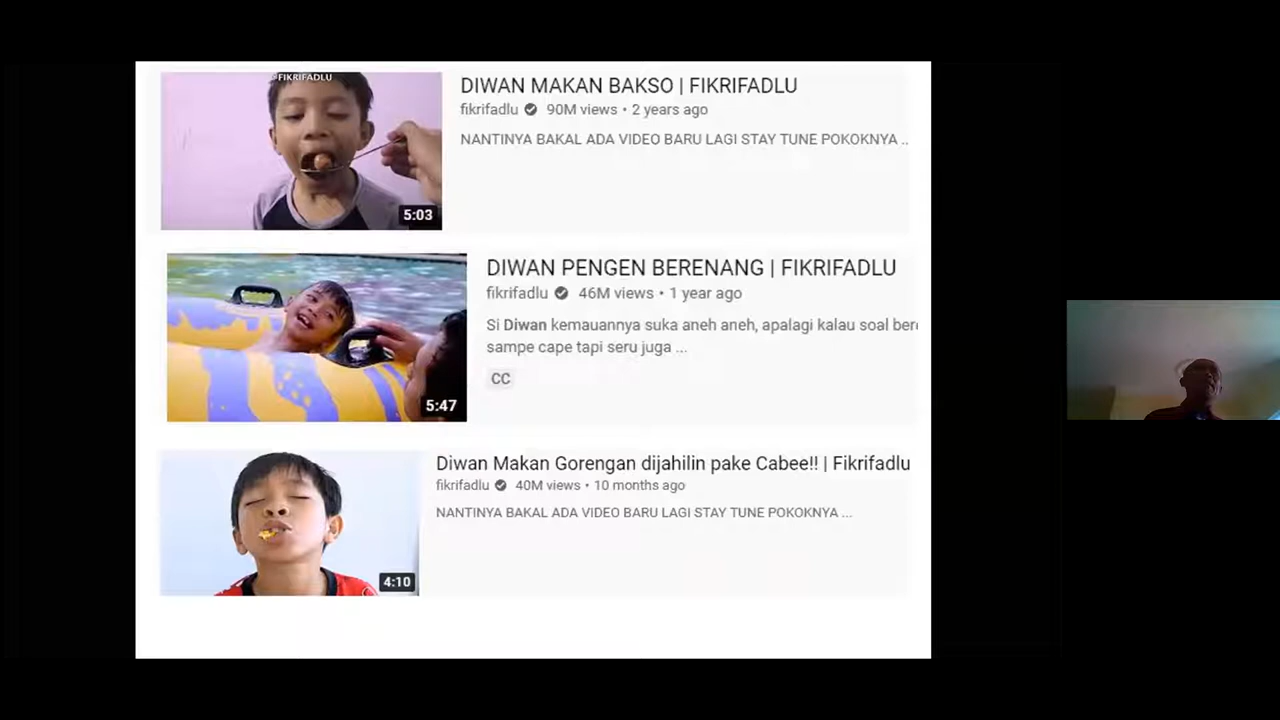 @FIKRIFADLU
5:03
DIWAN MAKAN BAKSO | FIKRIFADLU
fikrifadlu 90M views • 2 years ago
NANTINYA BAKAL ADA VIDEO BARU LAGI STAY TUNE POKOKNYA ..
5:47
DIWAN PENGEN BERENANG | FIKRIFADLU
fikrifadlu 46M views • 1 year ago
Si Diwan kemauannya suka aneh aneh, apalagi kalau soal bere
sampe cape tapi seru juga ...
CC
4:10
Diwan Makan Gorengan dijahilin pake Cabee!! | Fikrifadlu
fikrifadlu 40M views • 10 months ago
NANTINYA BAKAL ADA VIDEO BARU LAGI STAY TUNE POKOKNYA ...